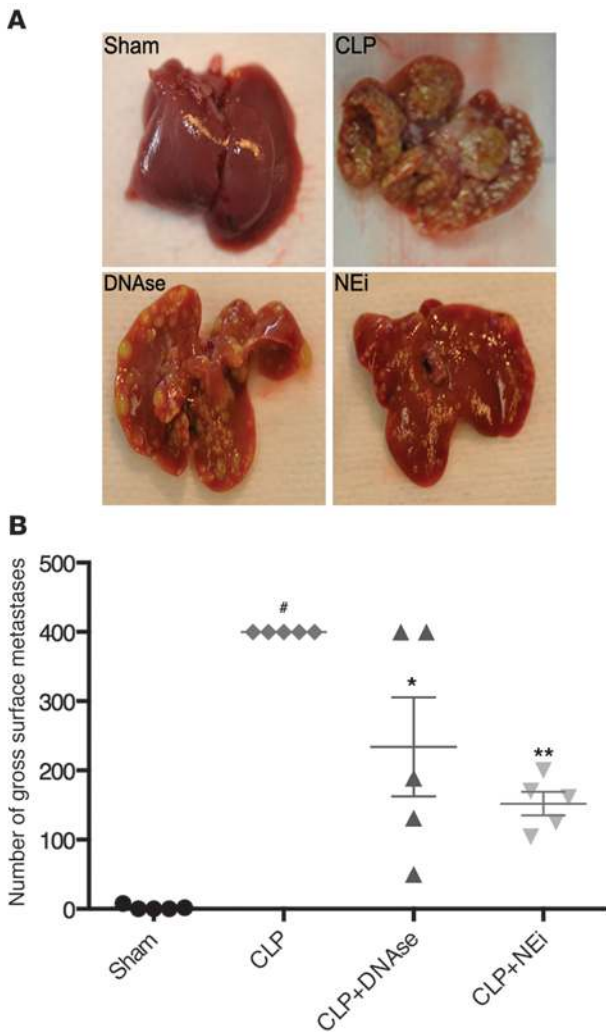 A
Sham
CLP
DNAse
NEi
B
Number of gross surface metastases
500
400
300
200
100
0
#
*
**
Sham
CLP
CLP+DNAse
CLP+NEi